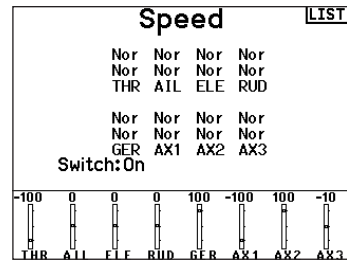 Speed
LIST
Nor Nor Nor Nor
Nor Nor Nor Nor
THR AIL ELE RUD
Nor Nor Nor Nor
Nor Nor Nor Nor
GER AX1 AX2 AX3
Switch:On
-100 0 0 0 100 -100 100 -10
THR AIL ELE RUD GER AX1 AX2 AX3